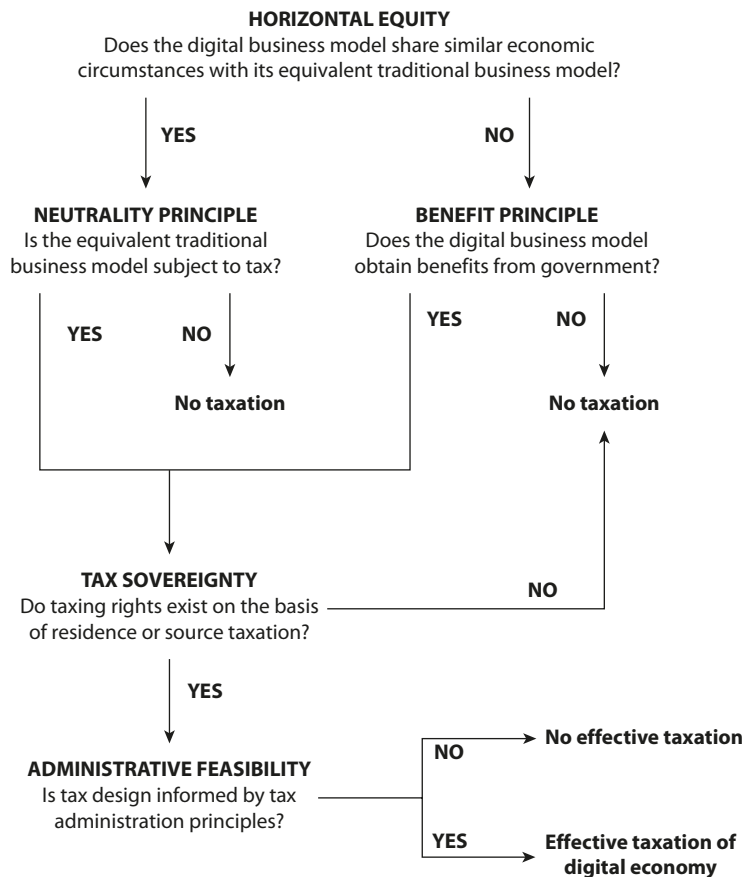 HORIZONTAL EQUITY
Does the digital business model share similar economic
circumstances with its equivalent traditional business model?
YES
NO
NEUTRALITY PRINCIPLE
Is the equivalent traditional
business model subject to tax?
BENEFIT PRINCIPLE
Does the digital business model
obtain benefits from government?
YES
NO
YES
NO
No taxation
No taxation
TAX SOVEREIGNTY
Do taxing rights exist on the basis
of residence or source taxation?
NO
YES
ADMINISTRATIVE FEASIBILITY
Is tax design informed by tax
administration principles?
NO
No effective taxation
YES
Effective taxation of
digital economy